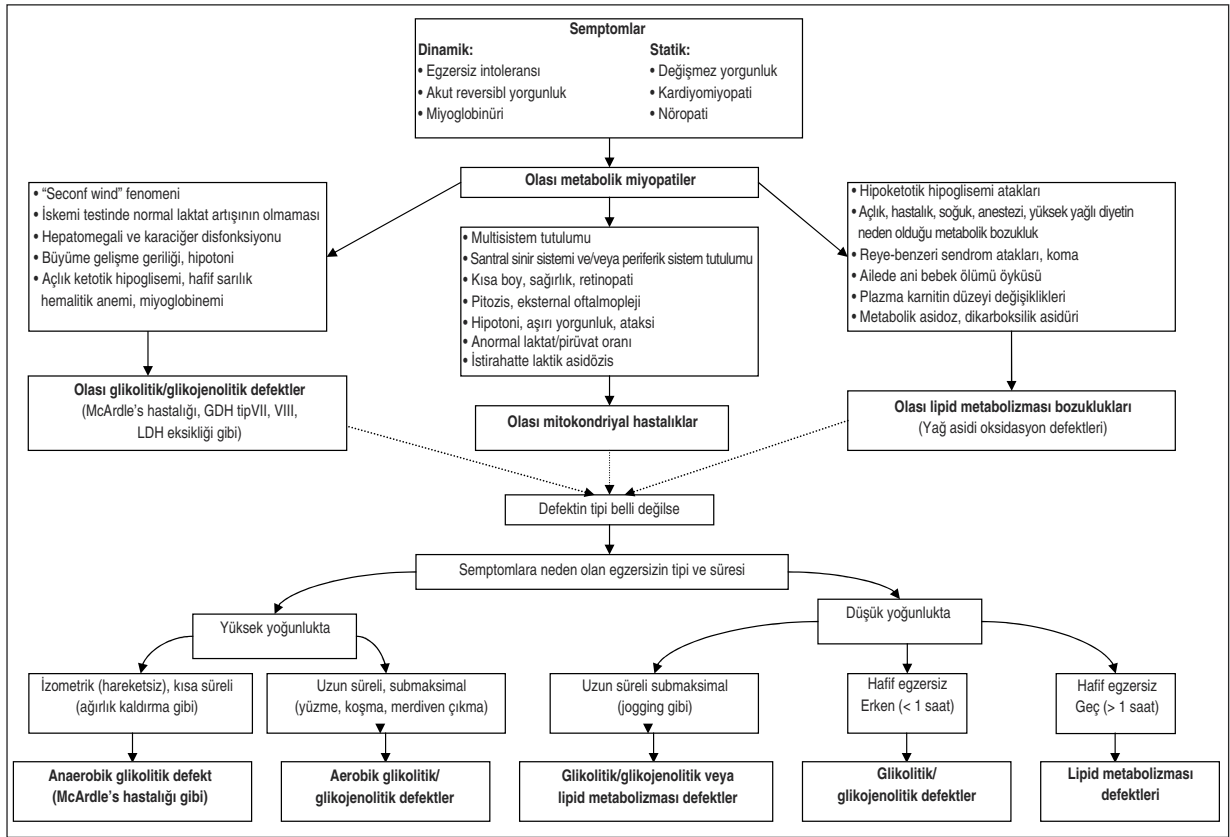 Semptomlar
Dinamik:
• Egzersiz intoleransı
• Akut reversibl yorgunluk
• Miyoglobinüri
Statik:
• Değişmez yorgunluk
• Kardiyomiyopati
• Nöropati
Olası metabolik miyopatiler
• “Seconf wind” fenomeni
• İskemi testinde normal laktat artışının olmaması
• Hepatomegali ve karaciğer disfonksiyonu
• Büyüme gelişme geriliği, hipotoni
• Açlık ketotik hipoglisemi, hafif sarılık
hemalitik anemi, miyoglobinemi
• Multisistem tutulumu
• Santral sinir sistemi ve/veya periferik sistem tutulumu
• Kısa boy, sağırlık, retinopati
• Pitozis, eksternal oftalmopleji
• Hipotoni, aşırı yorgunluk, ataksi
• Anormal laktat/pirüvat oranı
• İstirahatte laktik asidözis
• Hipoketotik hipoglisemi atakları
• Açlık, hastalık, soğuk, anestezi, yüksek yağlı diyetin
neden olduğu metabolik bozukluk
• Reye-benzeri sendrom atakları, koma
• Ailede ani bebek ölümü öyküsü
• Plazma karnitin düzeyi değişiklikleri
• Metabolik asidoz, dikarboksilik asidüri
Olası glikolitik/glikojenolitik defektler
(McArdle’s hastalığı, GDH tipVII, VIII,
LDH eksikliği gibi)
Olası mitokondriyal hastalıklar
Olası lipid metabolizması bozuklukları
(Yağ asidi oksidasyon defektleri)
Defektin tipi belli değilse
Semptomlara neden olan egzersizin tipi ve süresi
Yüksek yoğunlukta
Düşük yoğunlukta
İzometrik (hareketsiz), kısa süreli
(ağırlık kaldırma gibi)
Uzun süreli, submaksimal
(yüzme, koşma, merdiven çıkma)
Uzun süreli submaksimal
(jogging gibi)
Hafif egzersiz
Erken (< 1 saat)
Hafif egzersiz
Geç (> 1 saat)
Anaerobik glikolitik defekt
(McArdle’s hastalığı gibi)
Aerobik glikolitik/
glikojenolitik defektler
Glikolitik/glikojenolitik veya
lipid metabolizması defektler
Glikolitik/
glikojenolitik defektler
Lipid metabolizması
defektleri